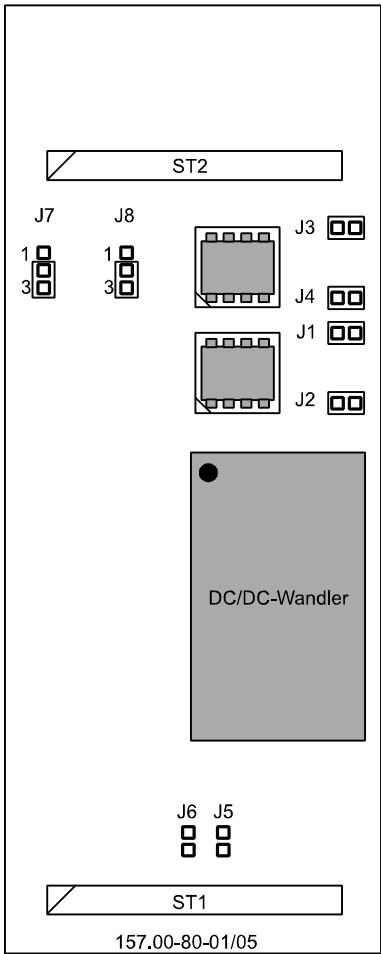 ST2
J7 J8 J3
1 1
3 3 J4
J1
J2
DC/DC-Wandler
J6 J5
ST1
157.00-80-01/05